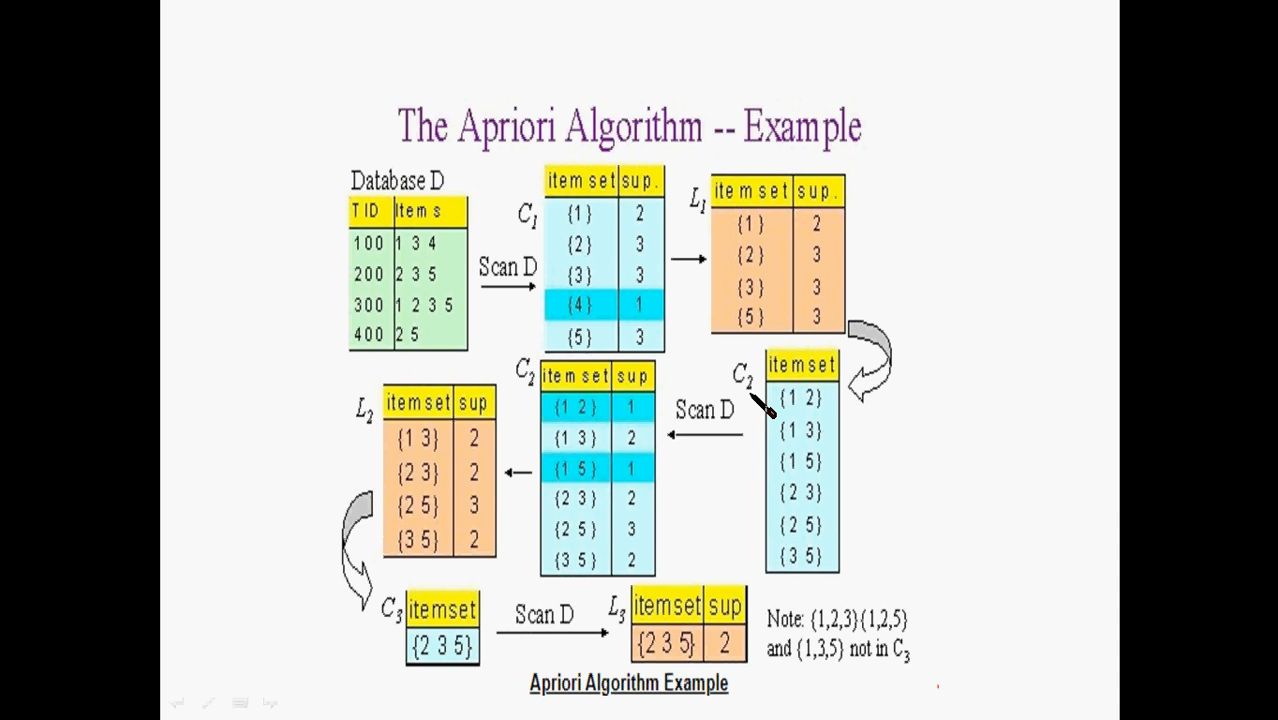 The Apriori Algorithm -- Example
Database D
TID Items
100 1 3 4
200 2 3 5
300 1 2 3 5
400 2 5
Scan D
C1
itemset sup.
{1} 2
{2} 3
{3} 3
{4} 1
{5} 3
L1
itemset sup.
{1} 2
{2} 3
{3} 3
{5} 3
C2
itemset
{1 2}
{1 3}
{1 5}
{2 3}
{2 5}
{3 5}
Scan D
C2
itemset sup
{1 2} 1
{1 3} 2
{1 5} 1
{2 3} 2
{2 5} 3
{3 5} 2
L2
itemset sup
{1 3} 2
{2 3} 2
{2 5} 3
{3 5} 2
C3
itemset
{2 3 5}
Scan D
L3
itemset sup
{2 3 5} 2
Note: {1,2,3}{1,2,5}
and {1,3,5} not in C3
Apriori Algorithm Example